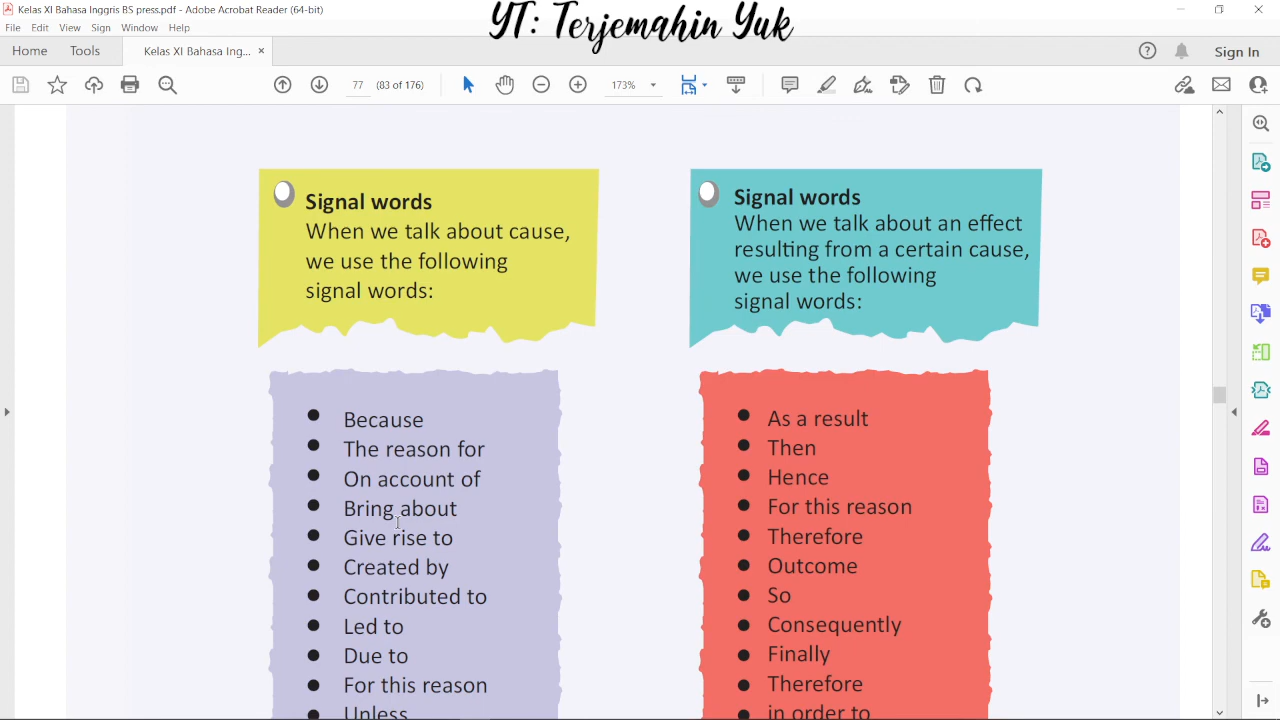 Kelas XI Bahasa Inggris BS press.pdf - Adobe Acrobat Reader (64-bit)
YT: Terjemahin Yuk
File Edit View Sign Window Help
Home Tools Kelas XI Bahasa Ing... × Sign In
77 (83 of 176) 173%
Signal words
When we talk about cause,
we use the following
signal words:
Because
The reason for
On account of
Bring about
Give rise to
Created by
Contributed to
Led to
Due to
For this reason
Unless
Signal words
When we talk about an effect
resulting from a certain cause,
we use the following
signal words:
As a result
Then
Hence
For this reason
Therefore
Outcome
So
Consequently
Finally
Therefore
in order to